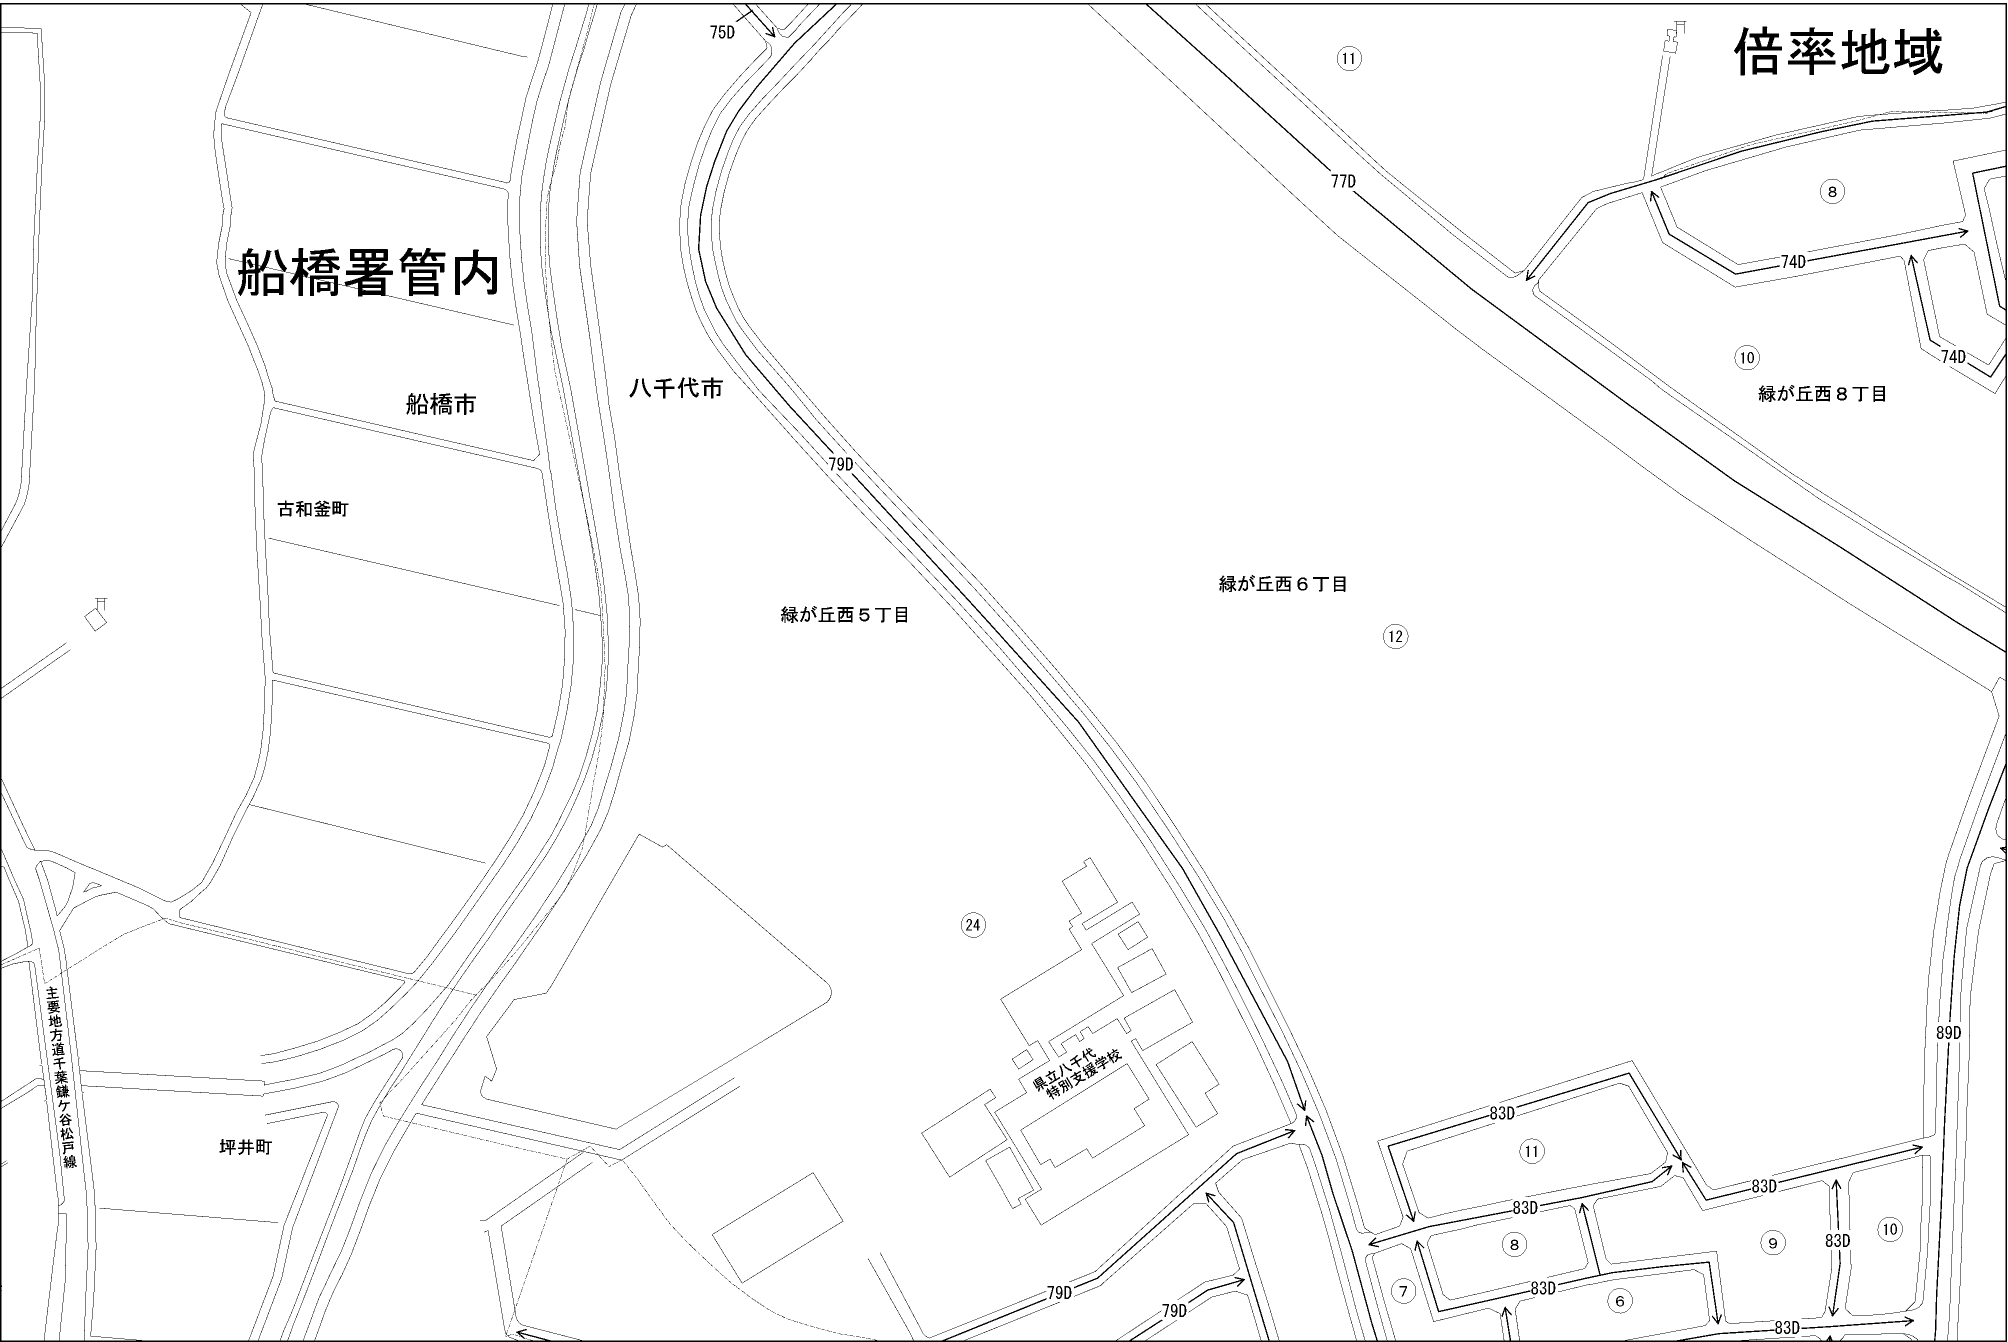 75D
⑪
倍率地域
77D
⑧
船橋署管内
74D
74D
⑩
八千代市
船橋市
緑が丘西８丁目
79D
古和釜町
緑が丘西６丁目
緑が丘西５丁目
⑫
㉔
主要地方道千葉鎌ケ谷松戸線
89D
県立八千代
特別支援学校
83D
坪井町
⑪
83D
83D
⑩
83D
⑧
⑨
79D
83D
⑦
⑥
79D
83D